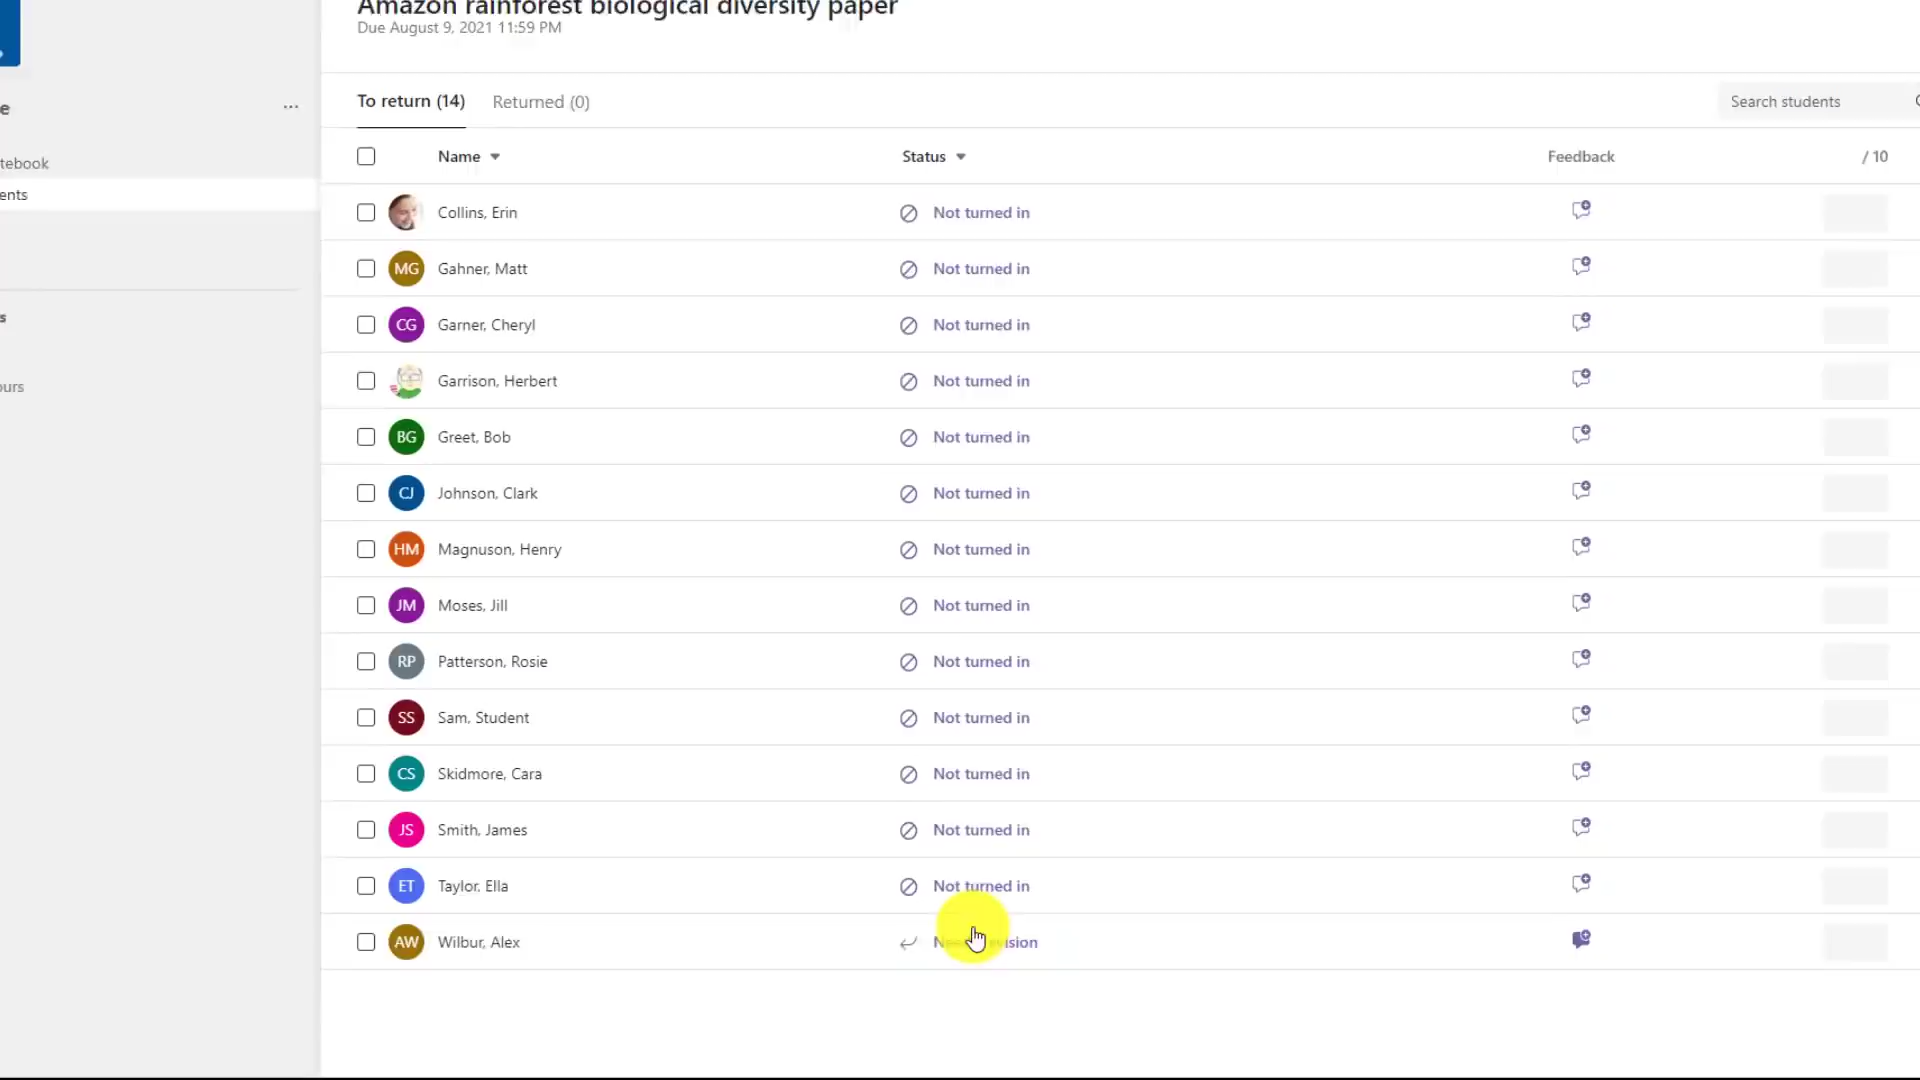 Amazon rainforest biological diversity paper
Due August 9, 2021 11:59 PM
e
...
To return (14) Returned (0) Search students
tebook
Name Status Feedback / 10
ents
Collins, Erin Not turned in
MG Gahner, Matt Not turned in
s
CG Garner, Cheryl Not turned in
Garrison, Herbert Not turned in
ours
BG Greet, Bob Not turned in
CJ Johnson, Clark Not turned in
HM Magnuson, Henry Not turned in
JM Moses, Jill Not turned in
RP Patterson, Rosie Not turned in
SS Sam, Student Not turned in
CS Skidmore, Cara Not turned in
JS Smith, James Not turned in
ET Taylor, Ella Not turned in
AW Wilbur, Alex